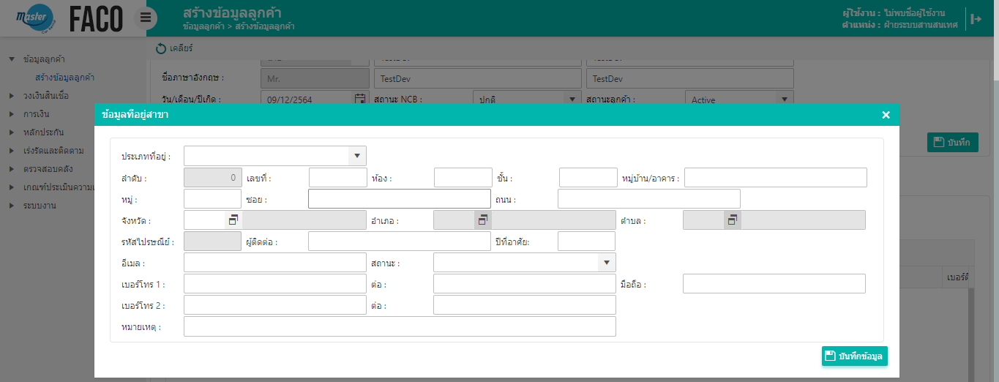 master
FACO
สร้างข้อมูลลูกค้า
ข้อมูลลูกค้า > สร้างข้อมูลลูกค้า
ผู้ใช้งาน : ไม่พบชื่อผู้ใช้งาน
ตำแหน่ง : ฝ่ายระบบสานสนเทศ
ข้อมูลลูกค้า
สร้างข้อมูลลูกค้า
วงเงินสินเชื่อ
การเงิน
หลักประกัน
เร่งรัดและติดตาม
ตรวจสอบคลัง
เกณฑ์ประเมินความเ
ระบบงาน
เคลียร์
ชื่อภาษาอังกฤษ : Mr. TestDev TestDev
วัน/เดือน/ปีเกิด : 09/12/2564 สถานะ NCB : ปกติ สถานะลูกค้า : Active
บันทึก
เบอร์ติ
ข้อมูลที่อยู่สาขา
ประเภทที่อยู่ :
ลำดับ : 0 เลขที่ : ห้อง : ชั้น : หมู่บ้าน/อาคาร :
หมู่ : ซอย : ถนน :
จังหวัด : อำเภอ : ตำบล :
รหัสไปรษณีย์ : ผู้ติดต่อ : ปีที่อาศัย:
อีเมล : สถานะ :
เบอร์โทร 1 : ต่อ : มือถือ :
เบอร์โทร 2 : ต่อ :
หมายเหตุ :
บันทึกข้อมูล